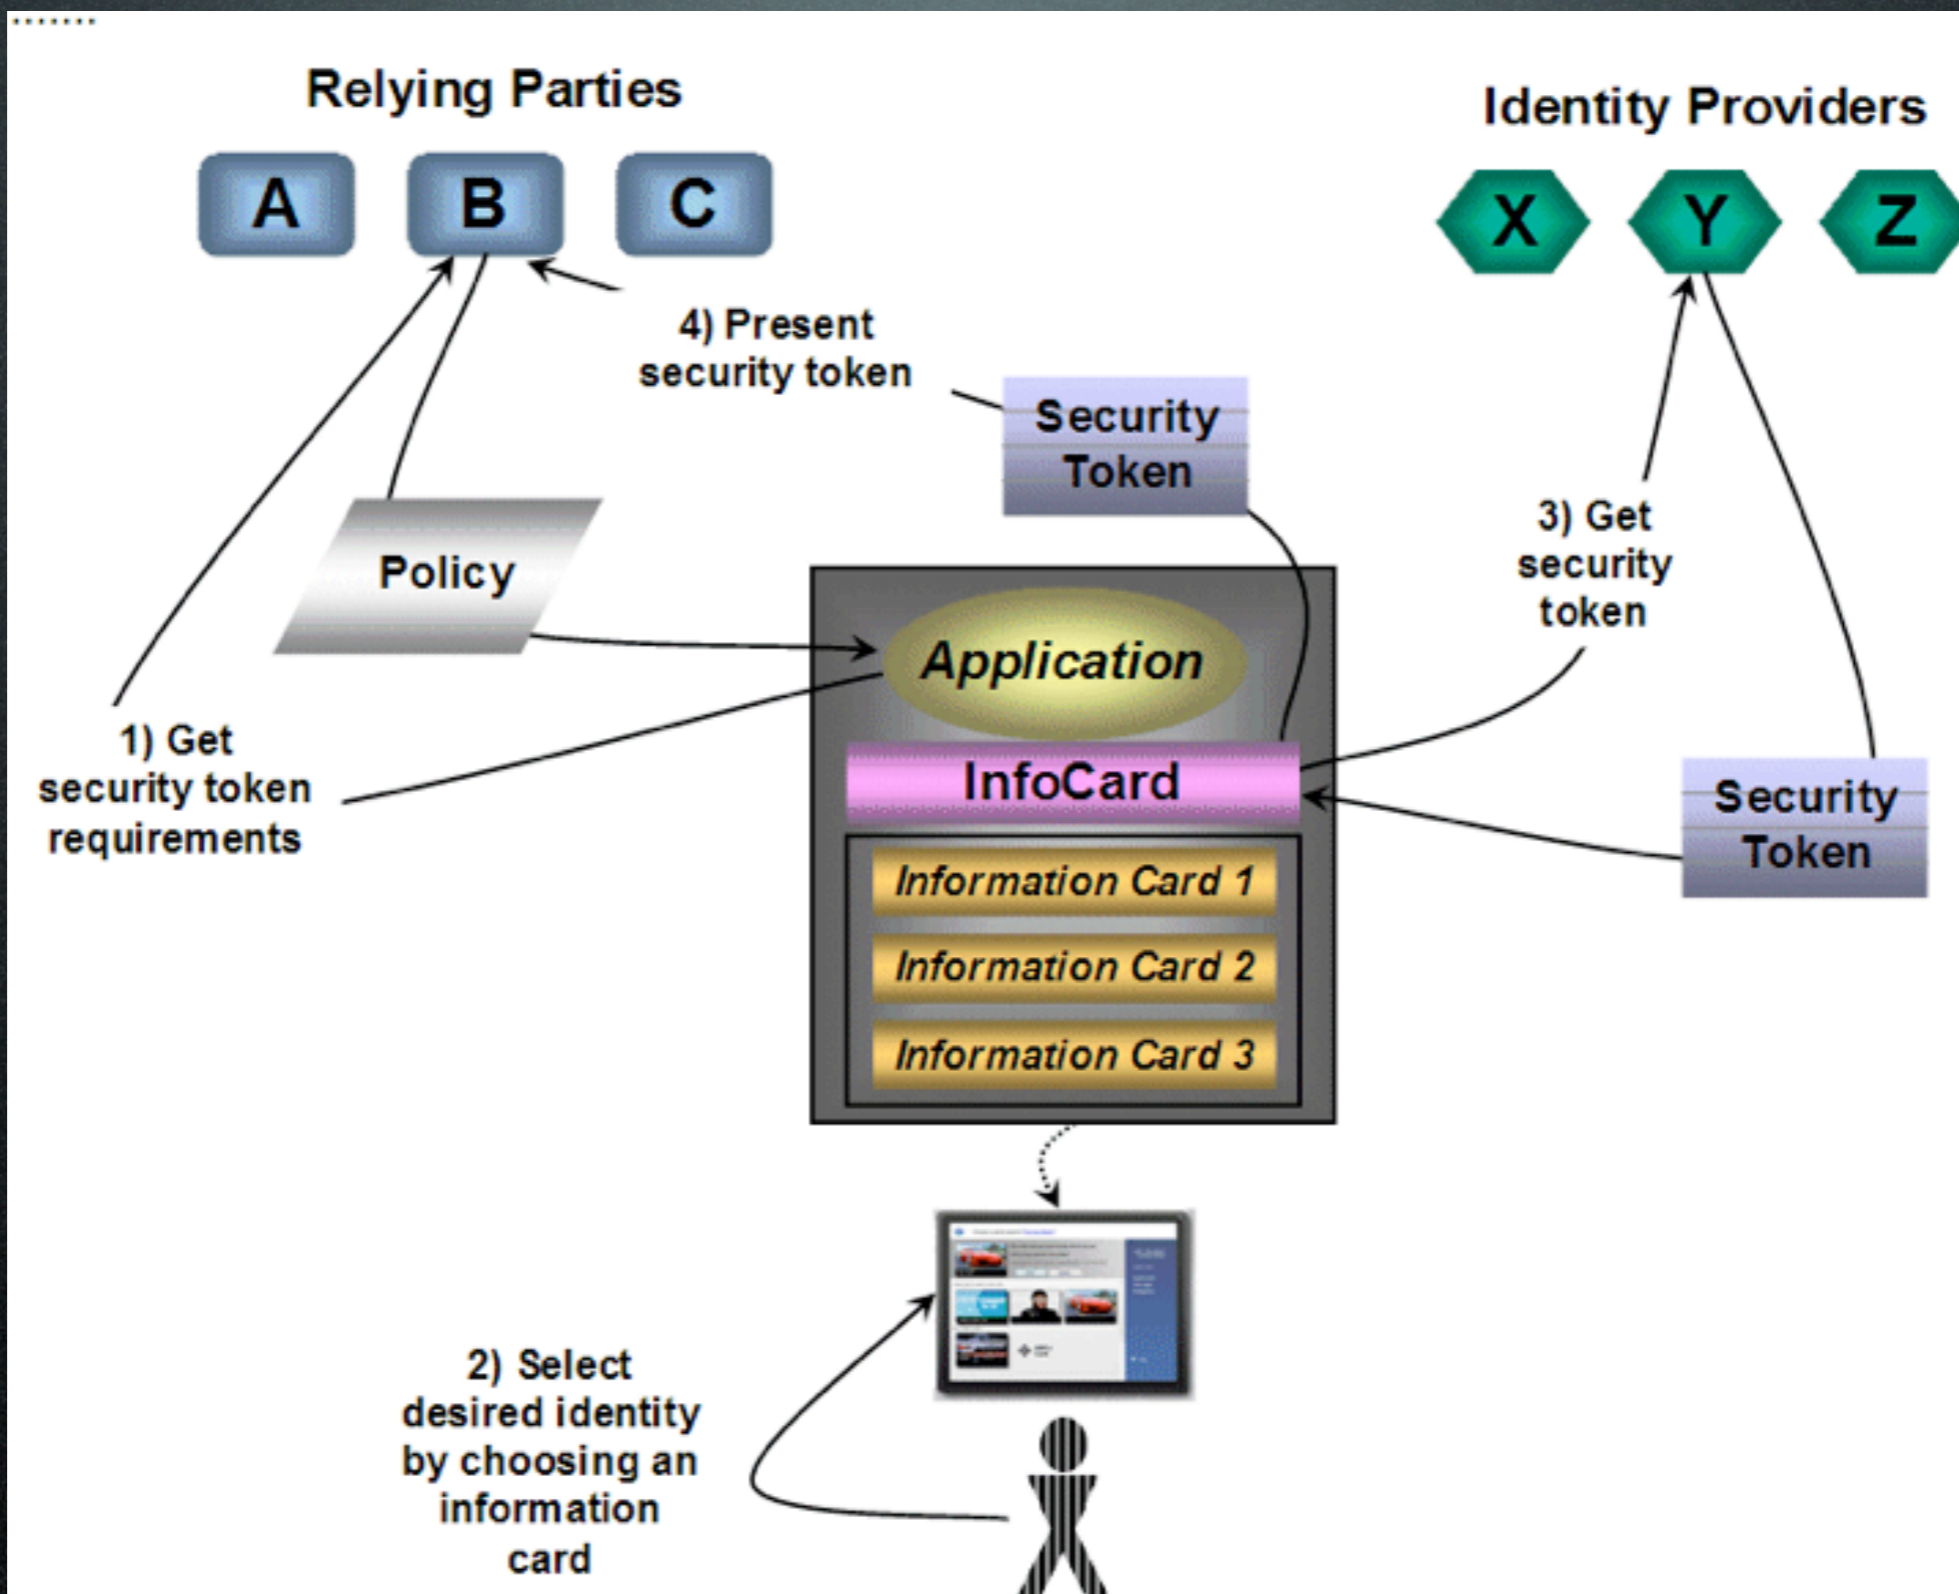 Relying Parties
Identity Providers
A
B
C
X
Y
Z
4) Present
security token
Security
Token
3) Get
security
token
Policy
Application
1) Get
security token
requirements
InfoCard
Security
Token
Information Card 1
Information Card 2
Information Card 3
2) Select
desired identity
by choosing an
information
card